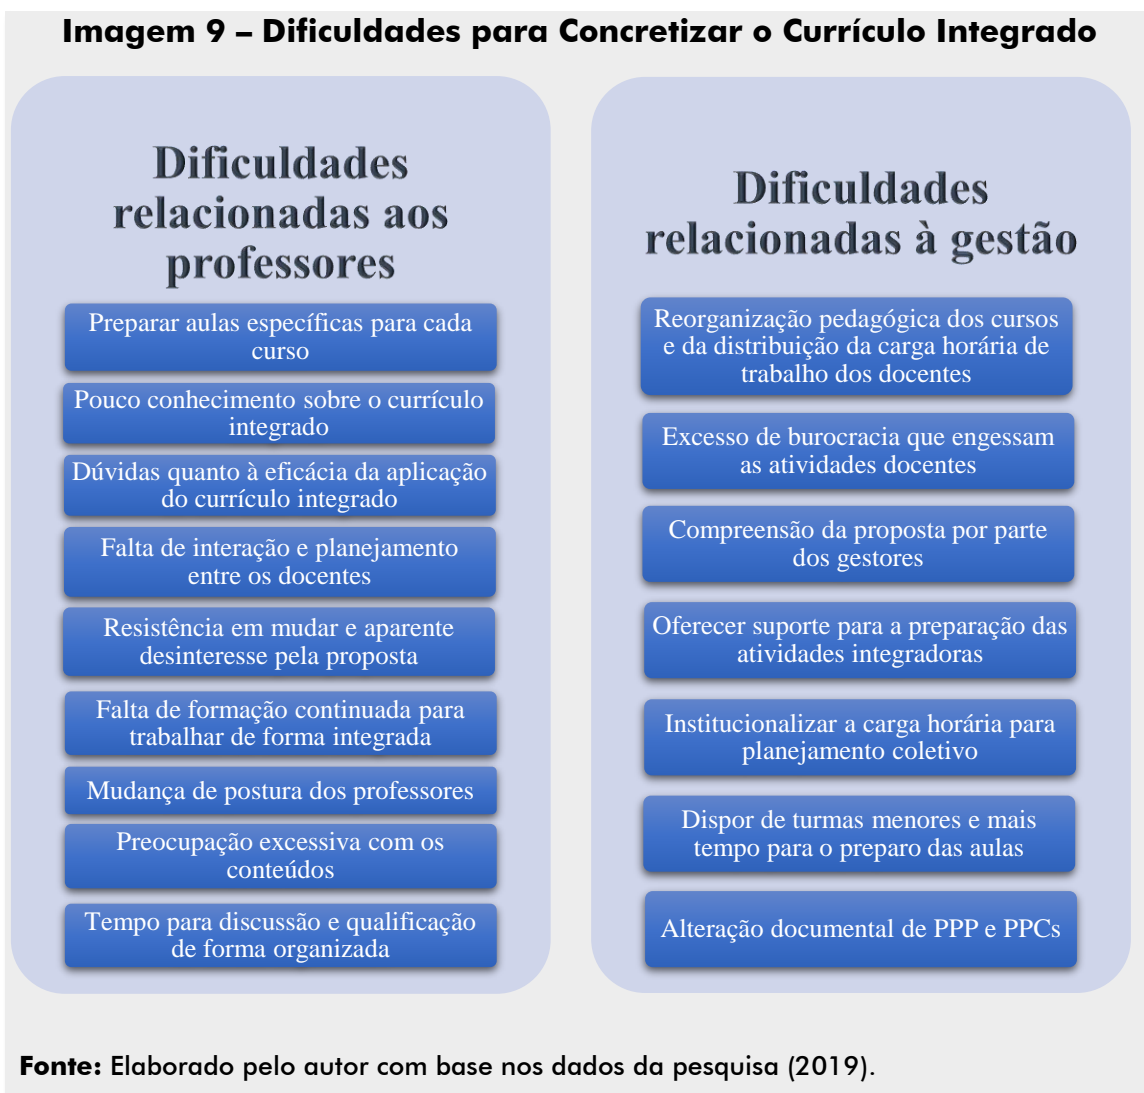 Imagem 9 – Dificuldades para Concretizar o Currículo Integrado
Dificuldades
relacionadas aos
professores
Preparar aulas específicas para cada
curso
Pouco conhecimento sobre o currículo
integrado
Dúvidas quanto à eficácia da aplicação
do currículo integrado
Falta de interação e planejamento
entre os docentes
Resistência em mudar e aparente
desinteresse pela proposta
Falta de formação continuada para
trabalhar de forma integrada
Mudança de postura dos professores
Preocupação excessiva com os
conteúdos
Tempo para discussão e qualificação
de forma organizada
Dificuldades
relacionadas à gestão
Reorganização pedagógica dos cursos
e da distribuição da carga horária de
trabalho dos docentes
Excesso de burocracia que engessam
as atividades docentes
Compreensão da proposta por parte
dos gestores
Oferecer suporte para a preparação das
atividades integradoras
Institucionalizar a carga horária para
planejamento coletivo
Dispor de turmas menores e mais
tempo para o preparo das aulas
Alteração documental de PPP e PPCs
Fonte: Elaborado pelo autor com base nos dados da pesquisa (2019).